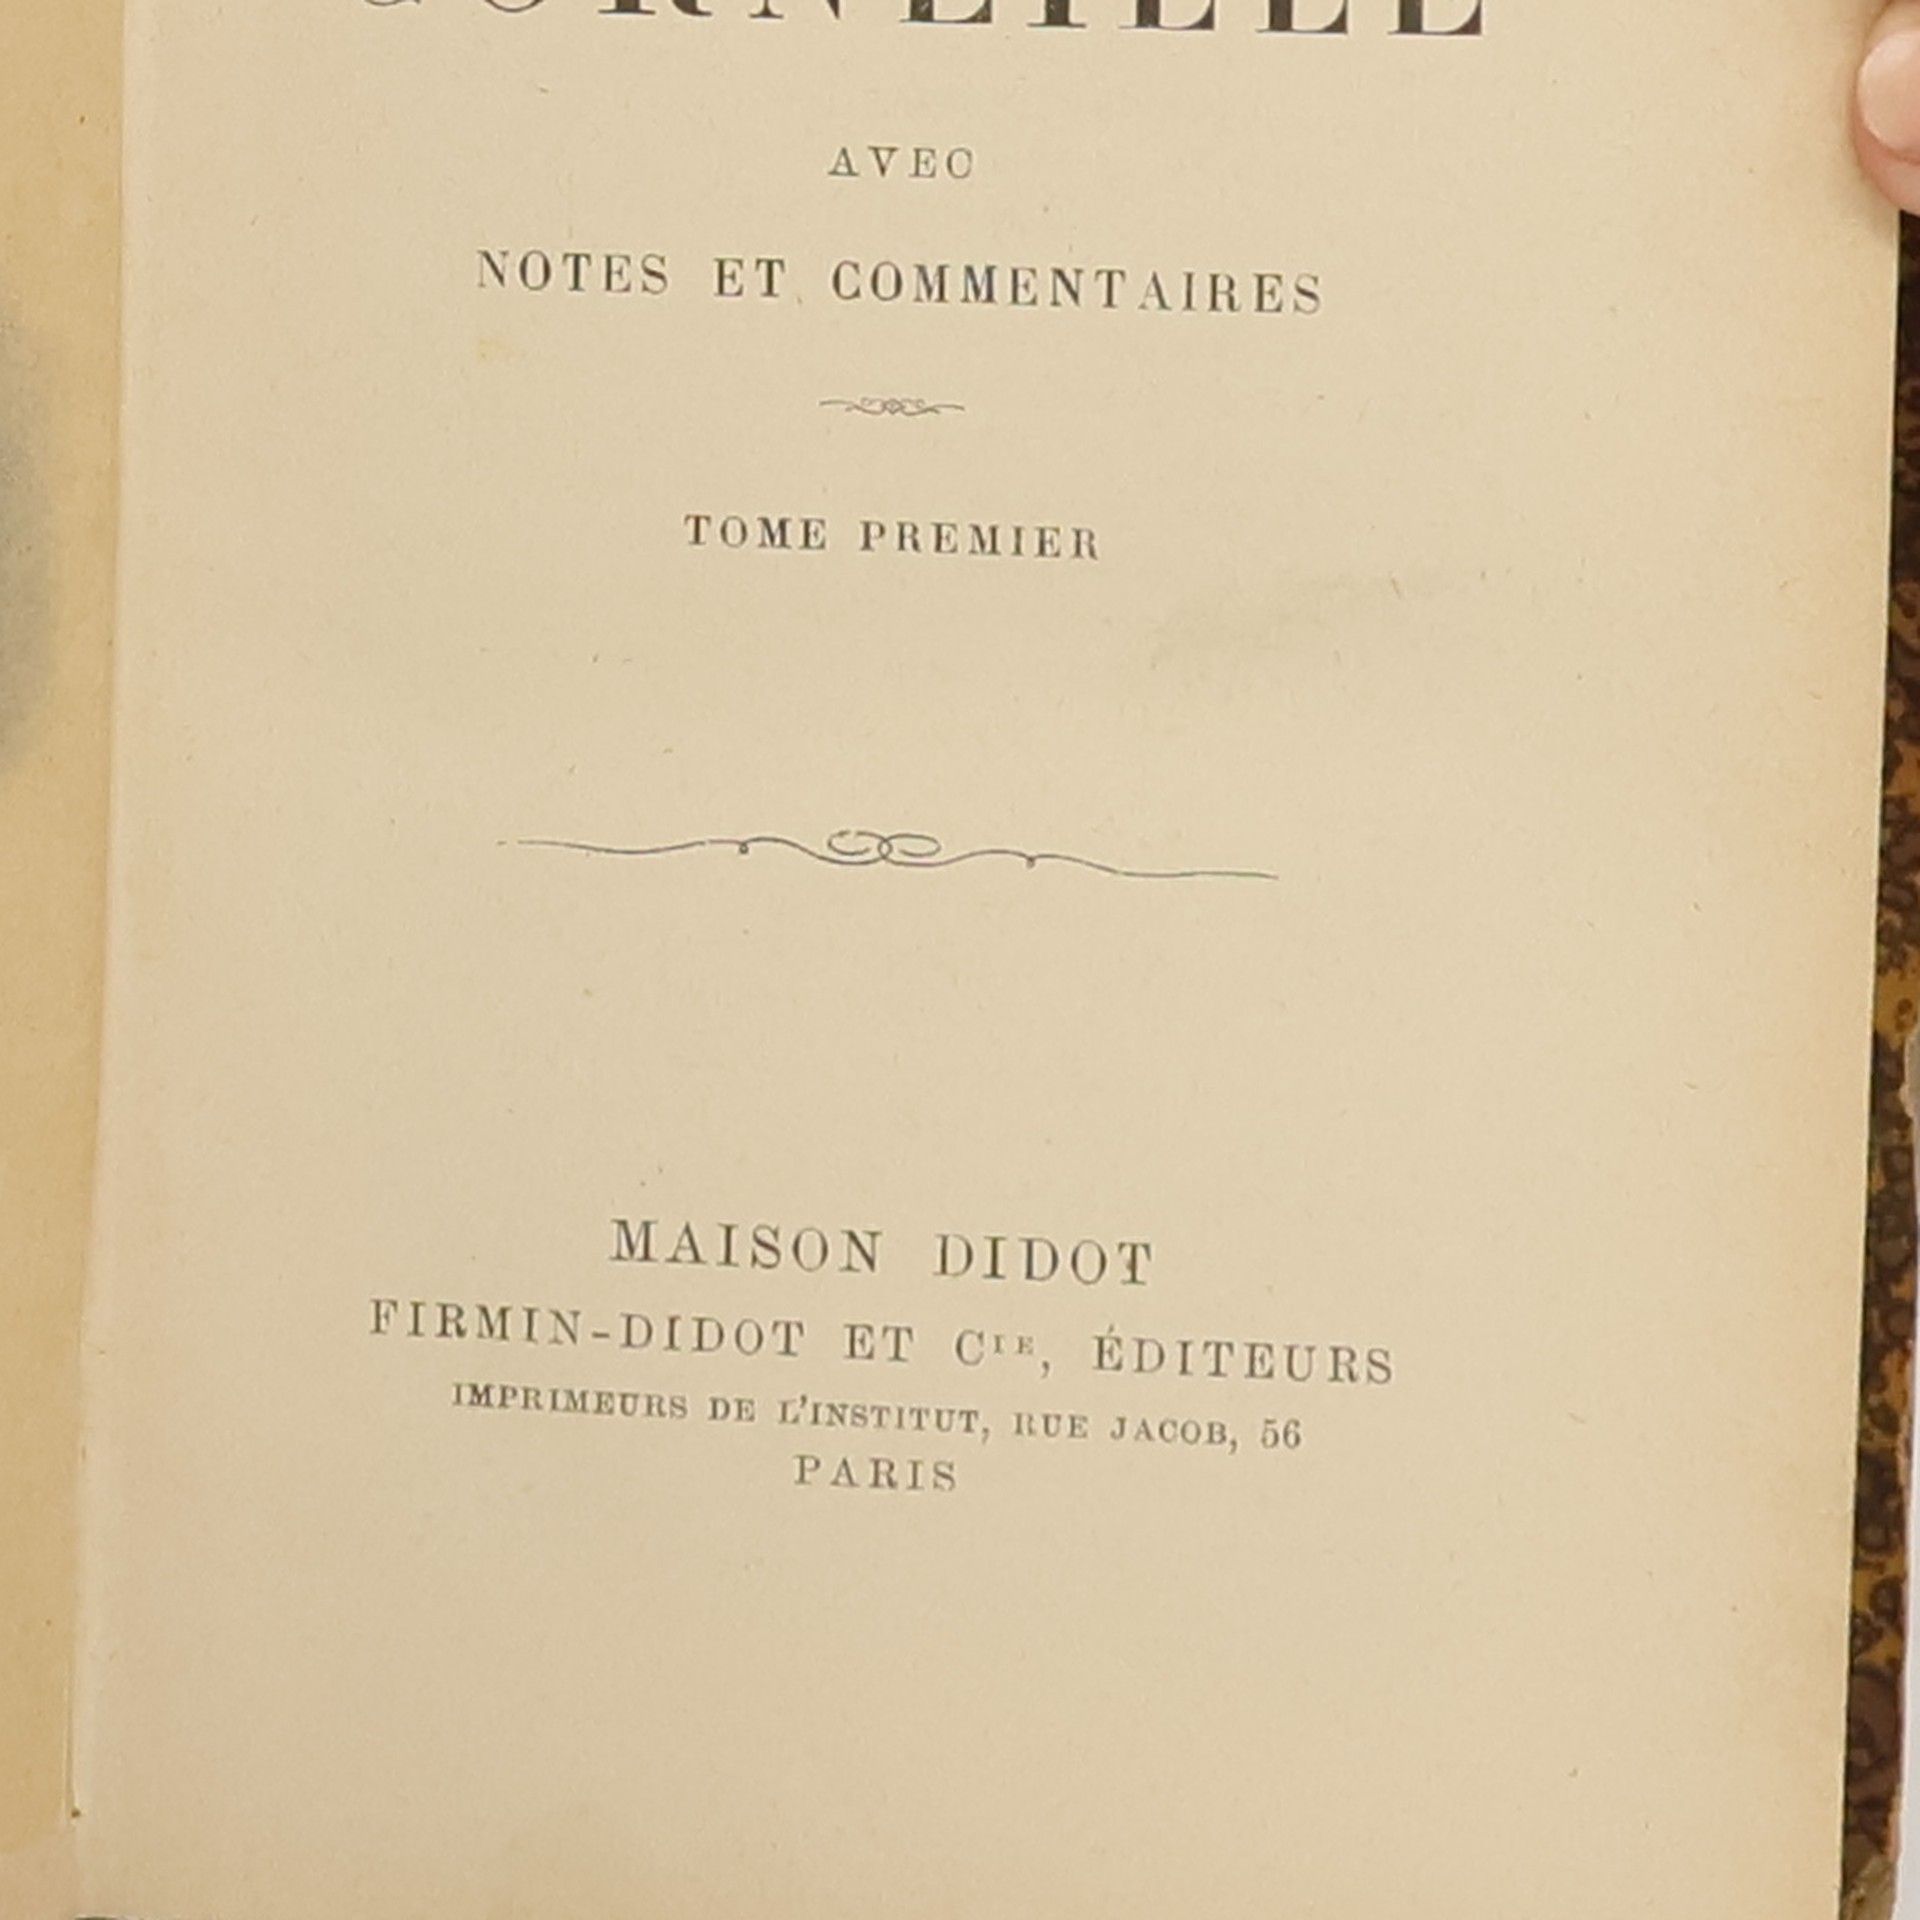 CORNEILLE
AVEC
NOTES ET COMMENTAIRES
TOME PREMIER
MAISON DIDOT
FIRMIN-DIDOT ET CIE, ÉDITEURS
IMPRIMEURS DE L'INSTITUT, RUE JACOB, 56
PARIS